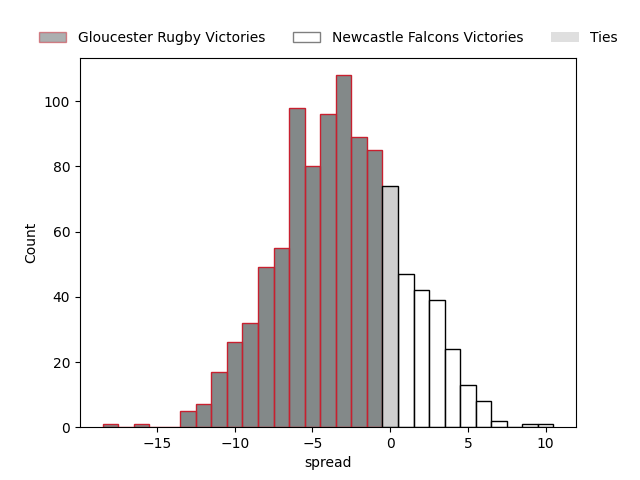 Gloucester Rugby Victories Newcastle Falcons Victories Ties
100
80
60
40
20
0
Count
−15 −10 −5 0 5 10
spread